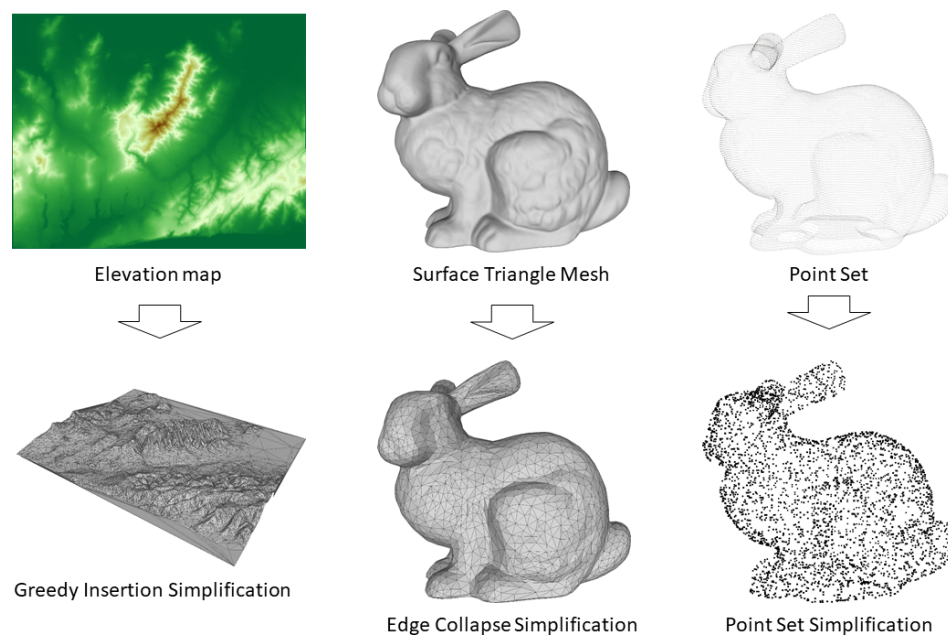 Elevation map
Surface Triangle Mesh
Point Set
Greedy Insertion Simplification
Edge Collapse Simplification
Point Set Simplification